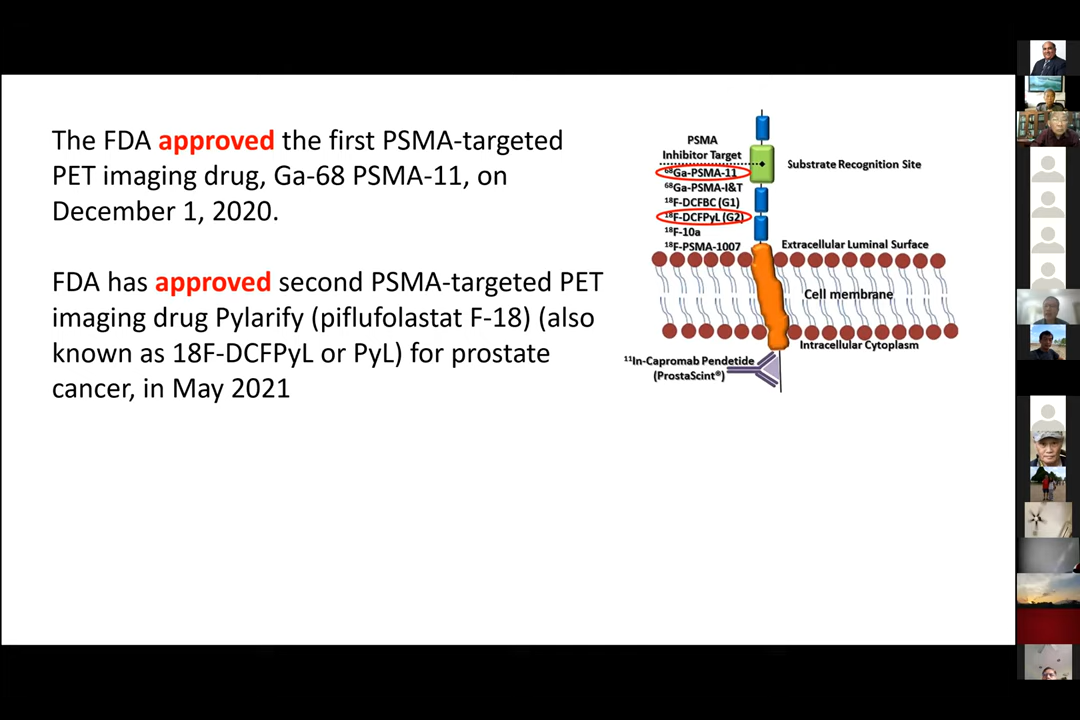 The FDA approved the first PSMA-targeted
PET imaging drug, Ga-68 PSMA-11, on
December 1, 2020.
FDA has approved second PSMA-targeted PET
imaging drug Pylarify (piflufolastat F-18) (also
known as 18F-DCFPyL or PyL) for prostate
cancer, in May 2021
PSMA
Inhibitor Target
⁶⁸Ga-PSMA-11
⁶⁸Ga-PSMA-I&T
¹⁸F-DCFBC (G1)
¹⁸F-DCFPyL (G2)
¹⁸F-10a
¹⁸F-PSMA-1007
Substrate Recognition Site
Extracellular Luminal Surface
Cell membrane
Intracellular Cytoplasm
¹¹In-Capromab Pendetide
(ProstaScint®)